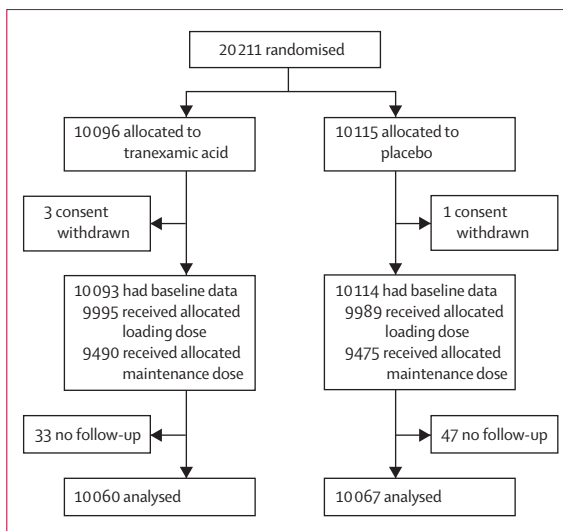 20 211 randomised
10 096 allocated to
tranexamic acid
10 115 allocated to
placebo
3 consent
withdrawn
1 consent
withdrawn
10 093 had baseline data
9995 received allocated
loading dose
9490 received allocated
maintenance dose
10 114 had baseline data
9989 received allocated
loading dose
9475 received allocated
maintenance dose
33 no follow-up
47 no follow-up
10 060 analysed
10 067 analysed